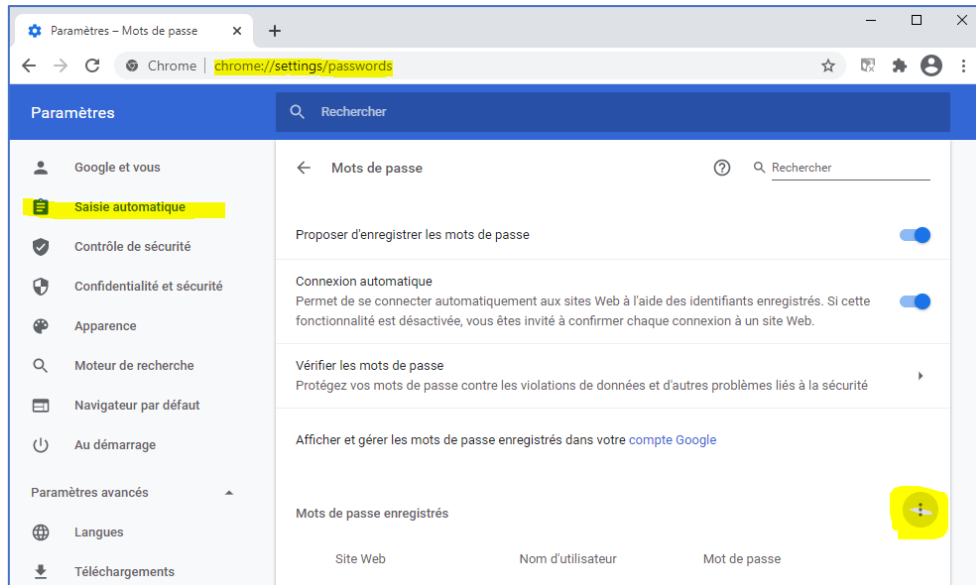 Paramètres – Mots de passe
Chrome | chrome://settings/passwords
Paramètres
Rechercher
Google et vous
Saisie automatique
Contrôle de sécurité
Confidentialité et sécurité
Apparence
Moteur de recherche
Navigateur par défaut
Au démarrage
Paramètres avancés
Langues
Téléchargements
Mots de passe
Rechercher
Proposer d'enregistrer les mots de passe
Connexion automatique
Permet de se connecter automatiquement aux sites Web à l'aide des identifiants enregistrés. Si cette
fonctionnalité est désactivée, vous êtes invité à confirmer chaque connexion à un site Web.
Vérifier les mots de passe
Protégez vos mots de passe contre les violations de données et d'autres problèmes liés à la sécurité
Afficher et gérer les mots de passe enregistrés dans votre compte Google
Mots de passe enregistrés
Site Web Nom d'utilisateur Mot de passe